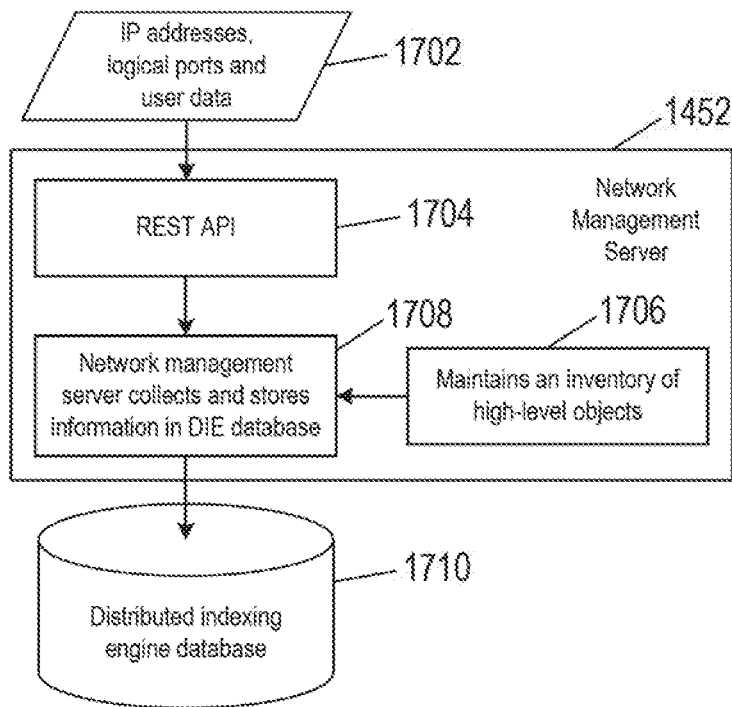 IP addresses,
logical ports and
user data
1702
1452
REST API
1704
Network
Management
Server
1708
1706
Network management
server collects and stores
information in DIE database
Maintains an inventory of
high-level objects
1710
Distributed indexing
engine database